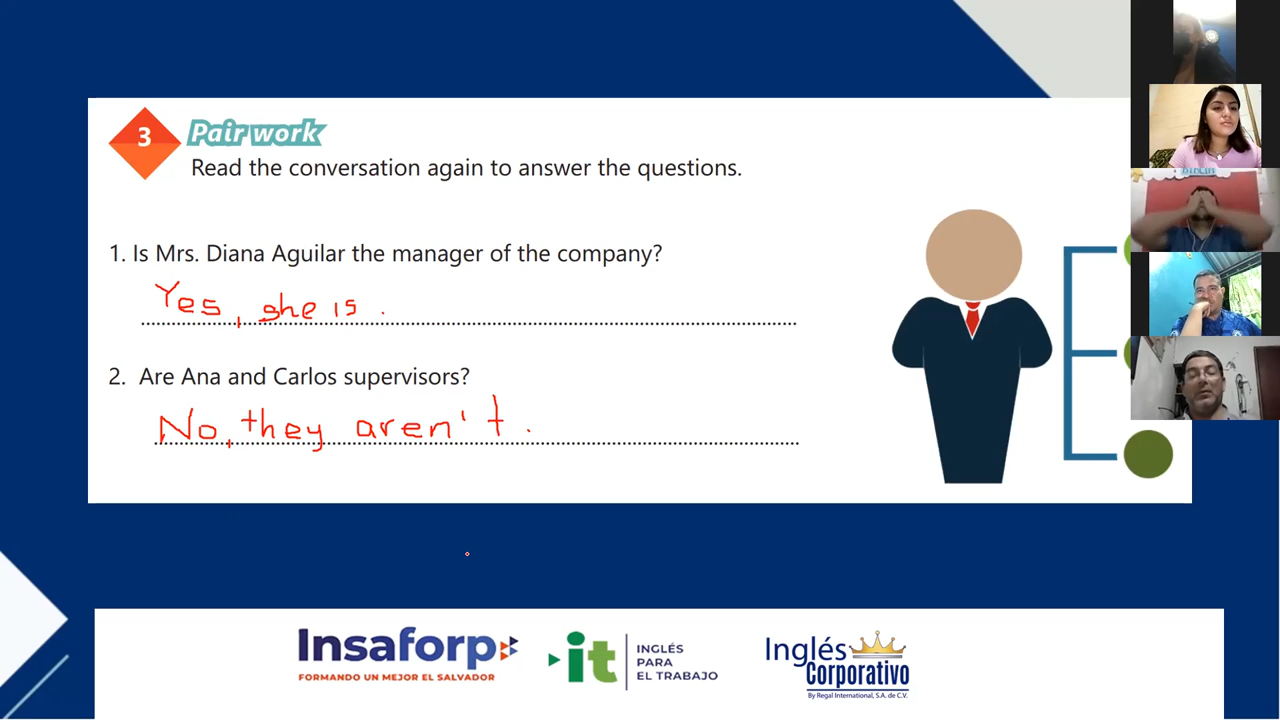 3
Pair work
Read the conversation again to answer the questions.
1. Is Mrs. Diana Aguilar the manager of the company?
Yes, she is.
2. Are Ana and Carlos supervisors?
No, they aren't.
Insaforp
FORMANDO UN MEJOR EL SALVADOR
it
INGLÉS
PARA
EL TRABAJO
Inglés
Corporativo
By Regal International, S.A. de C.V.